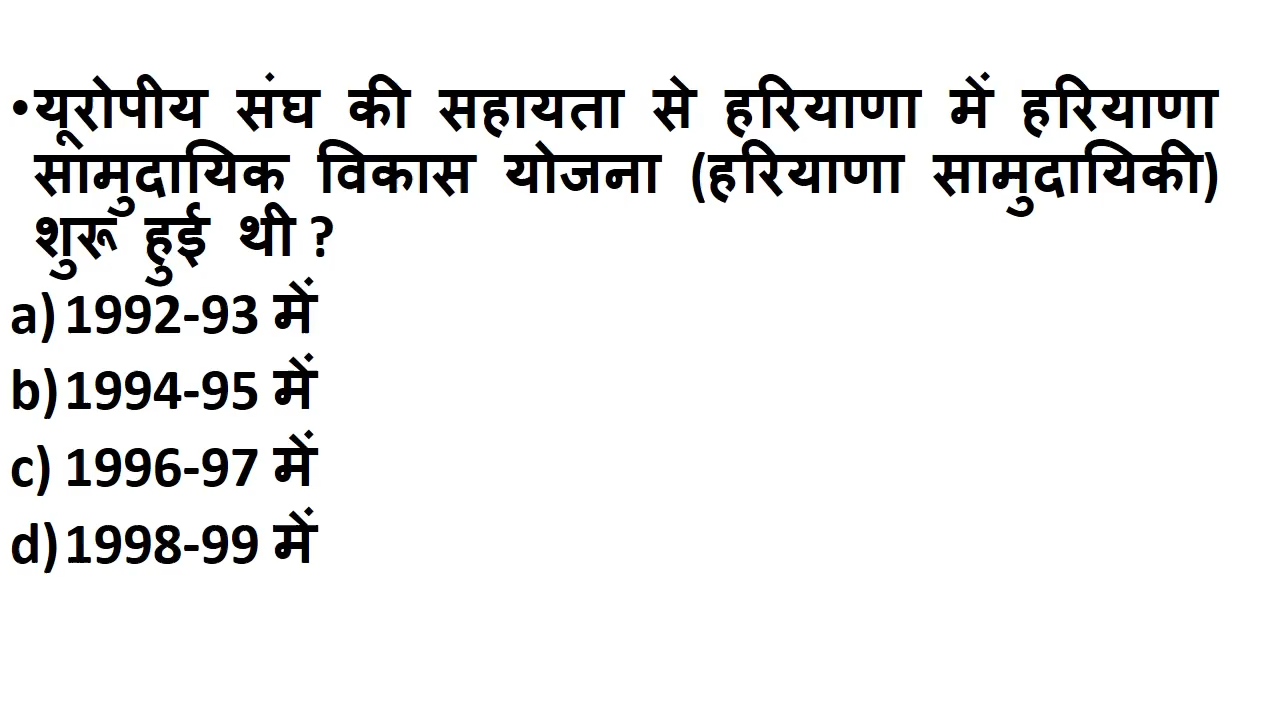 •यूरोपीय संघ की सहायता से हरियाणा में हरियाणा
सामुदायिक विकास योजना (हरियाणा सामुदायिकी)
शुरू हुई थी ?
a) 1992-93 में
b) 1994-95 में
c) 1996-97 में
d) 1998-99 में